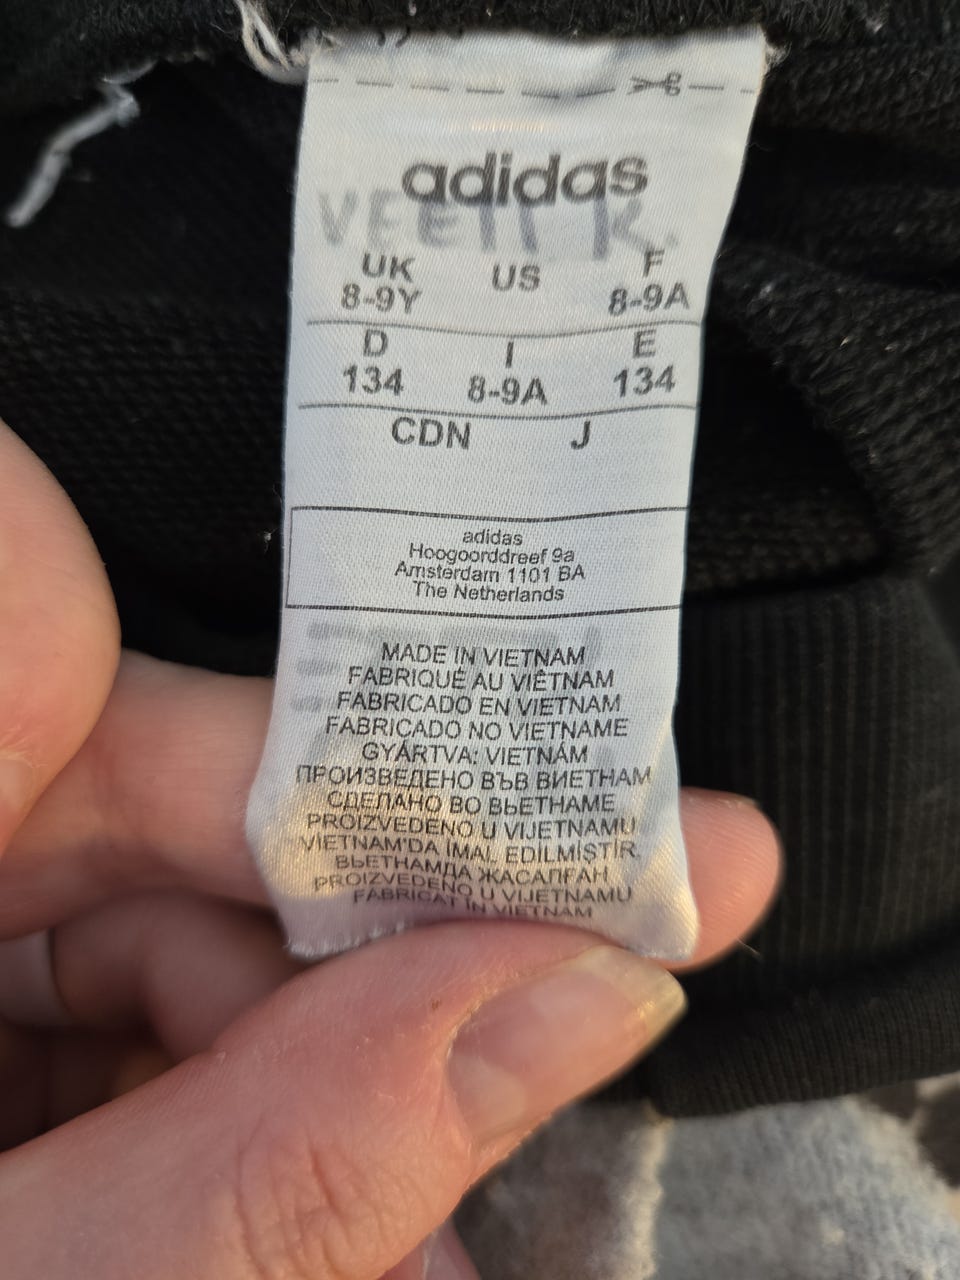 adidas
VEETI K.
UK US F
8-9Y 8-9A
D I E
134 8-9A 134
CDN J
adidas
Hoogoorddreef 9a
Amsterdam 1101 BA
The Netherlands
MADE IN VIETNAM
FABRIQUÉ AU VIÊTNAM
FABRICADO EN VIETNAM
FABRICADO NO VIETNAME
GYÁRTVA: VIETNÁM
ПРОИЗВЕДЕНО ВЪВ ВИЕТНАМ
СДЕЛАНО ВО ВЬЕТНАМЕ
PROIZVEDENO U VIJETNAMU
VIETNAM'DA İMAL EDİLMİŞTİR.
ВЬЕТНАМДА ЖАСАЛҒАН
PROIZVEDENO U VIJETNAMU
FABRICAT ÎN VIETNAM